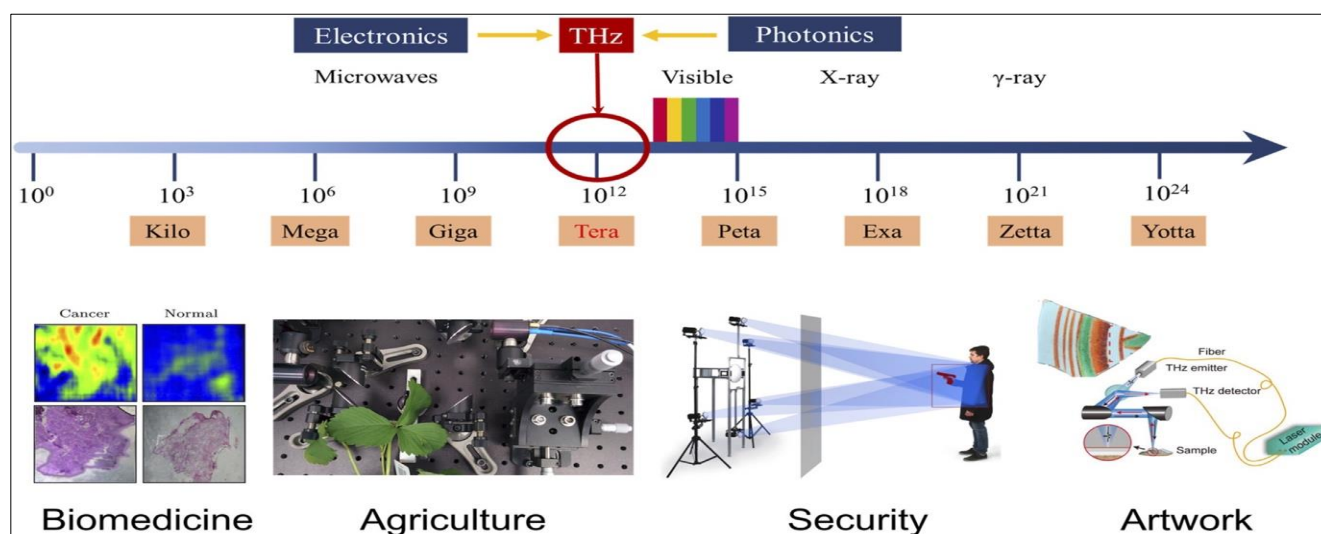 Electronics THz Photonics
Microwaves Visible X-ray γ-ray
10⁰ 10³ 10⁶ 10⁹ 10¹² 10¹⁵ 10¹⁸ 10²¹ 10²⁴
Kilo Mega Giga Tera Peta Exa Zetta Yotta
Cancer Normal
Fiber
THz emitter
THz detector
Laser
module
Sample
Biomedicine Agriculture Security Artwork